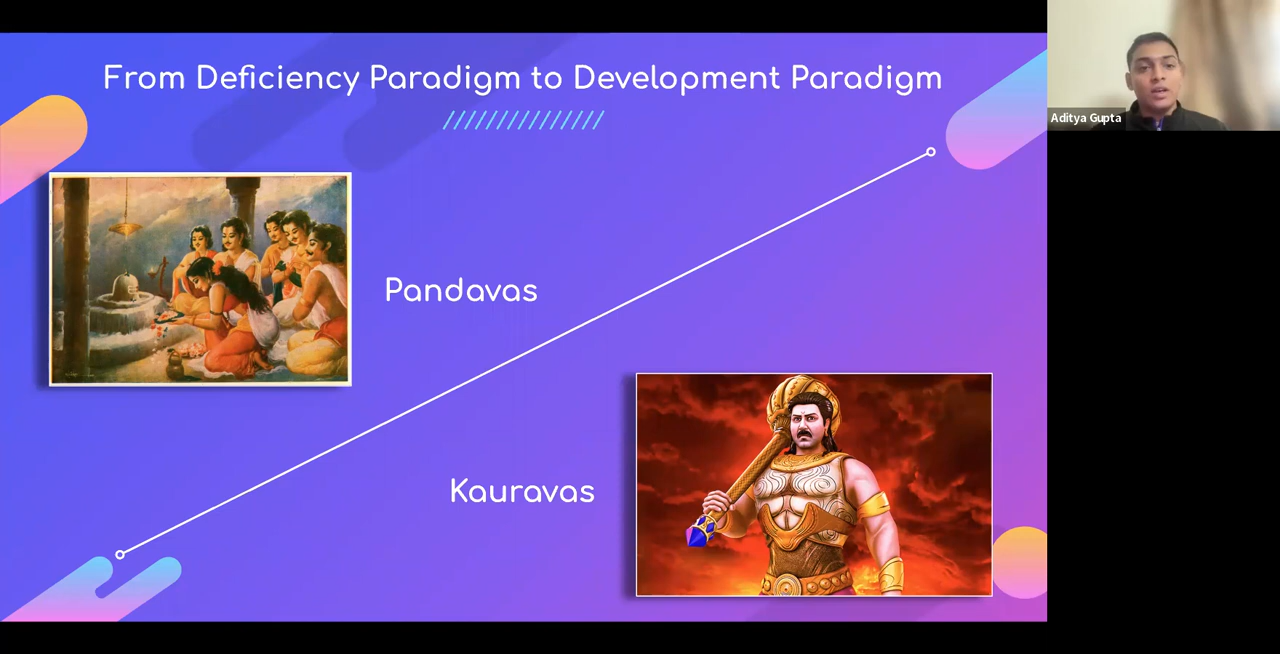 From Deficiency Paradigm to Development Paradigm
Aditya Gupta
Pandavas
Kauravas